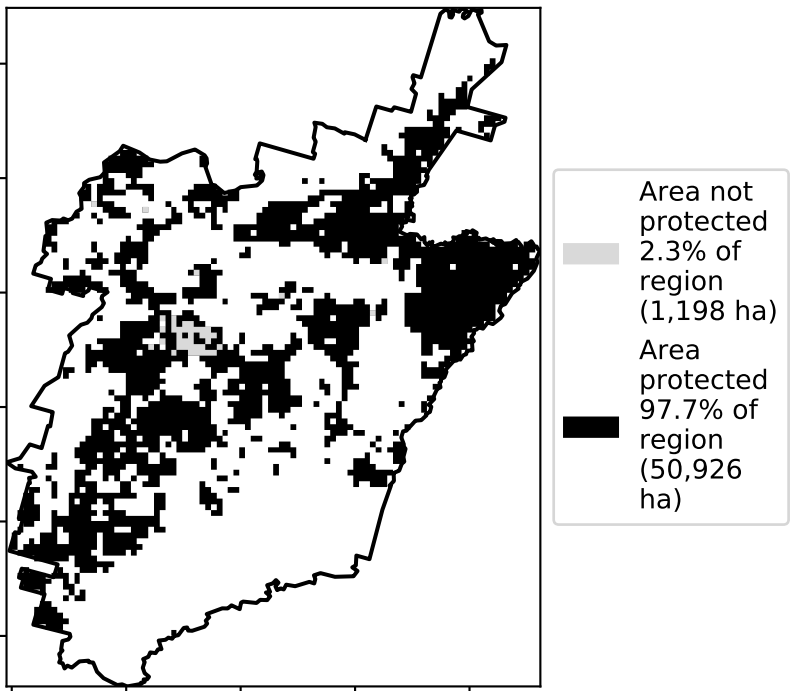 Area not
protected
2.3% of
region
(1,198 ha)
Area
protected
97.7% of
region
(50,926
ha)